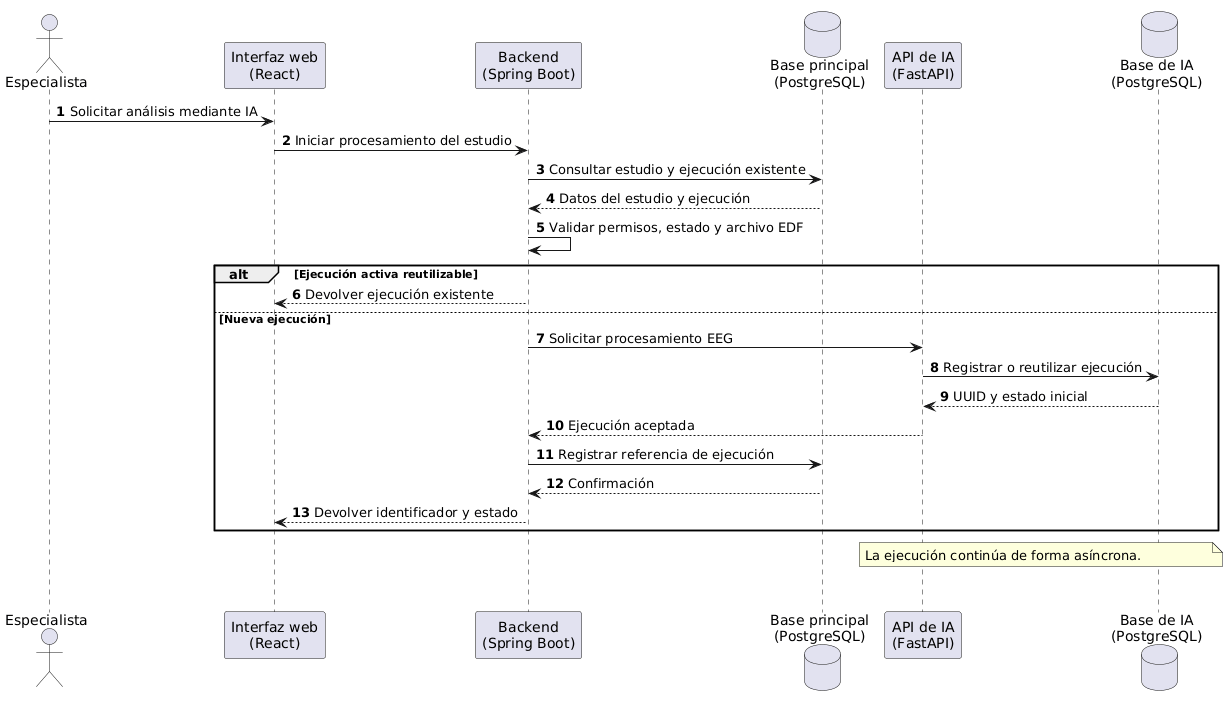 Especialista
Interfaz web
(React)
Backend
(Spring Boot)
Base principal
(PostgreSQL)
API de IA
(FastAPI)
Base de IA
(PostgreSQL)
1 Solicitar análisis mediante IA
2 Iniciar procesamiento del estudio
3 Consultar estudio y ejecución existente
4 Datos del estudio y ejecución
5 Validar permisos, estado y archivo EDF
alt [Ejecución activa reutilizable]
6 Devolver ejecución existente
[Nueva ejecución]
7 Solicitar procesamiento EEG
8 Registrar o reutilizar ejecución
9 UUID y estado inicial
10 Ejecución aceptada
11 Registrar referencia de ejecución
12 Confirmación
13 Devolver identificador y estado
La ejecución continúa de forma asíncrona.
Especialista
Interfaz web
(React)
Backend
(Spring Boot)
Base principal
(PostgreSQL)
API de IA
(FastAPI)
Base de IA
(PostgreSQL)